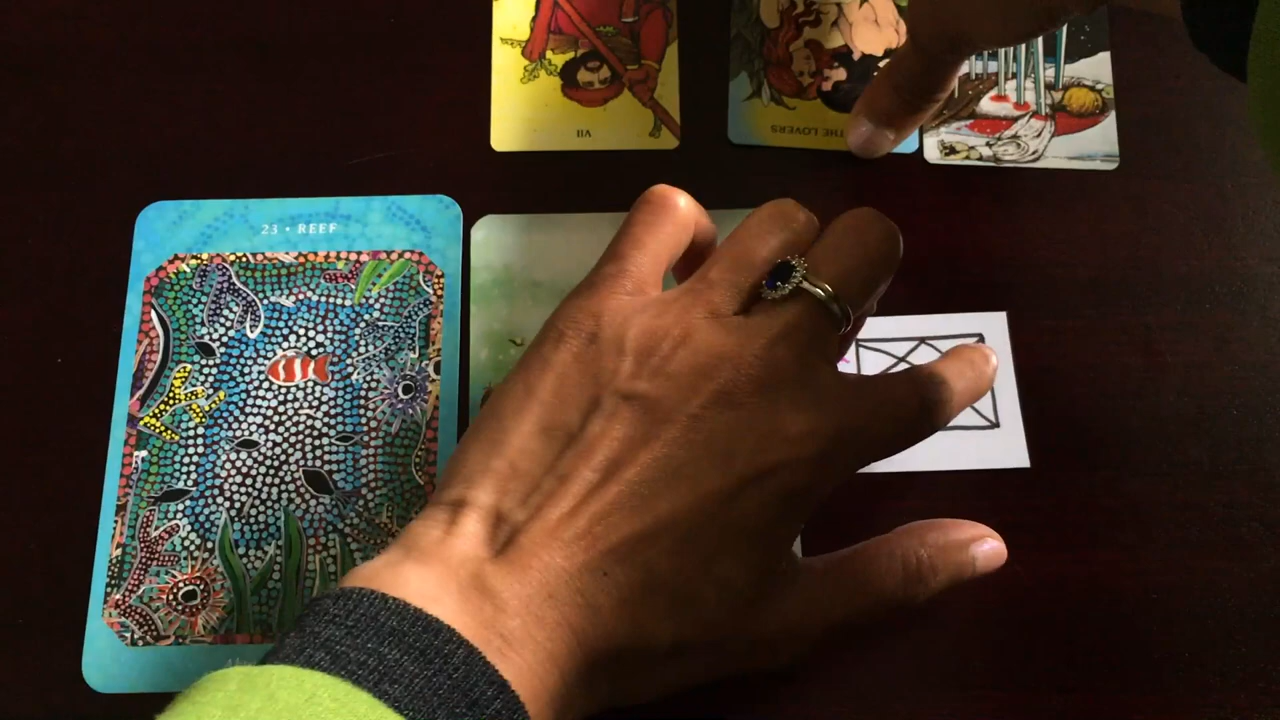 VII
THE LOVERS
23 • REEF